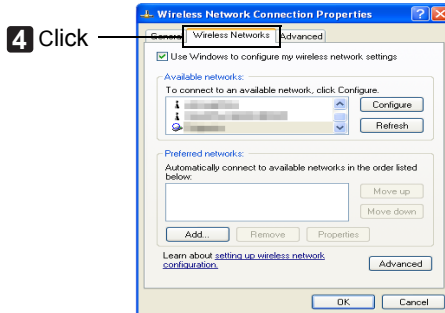 Wireless Network Connection Properties
4 Click
General Wireless Networks Advanced
Use Windows to configure my wireless network settings
Available networks:
To connect to an available network, click Configure.
Configure
Refresh
Preferred networks:
Automatically connect to available networks in the order listed
below:
Move up
Move down
Add... Remove Properties
Learn about setting up wireless network
configuration.
Advanced
OK Cancel